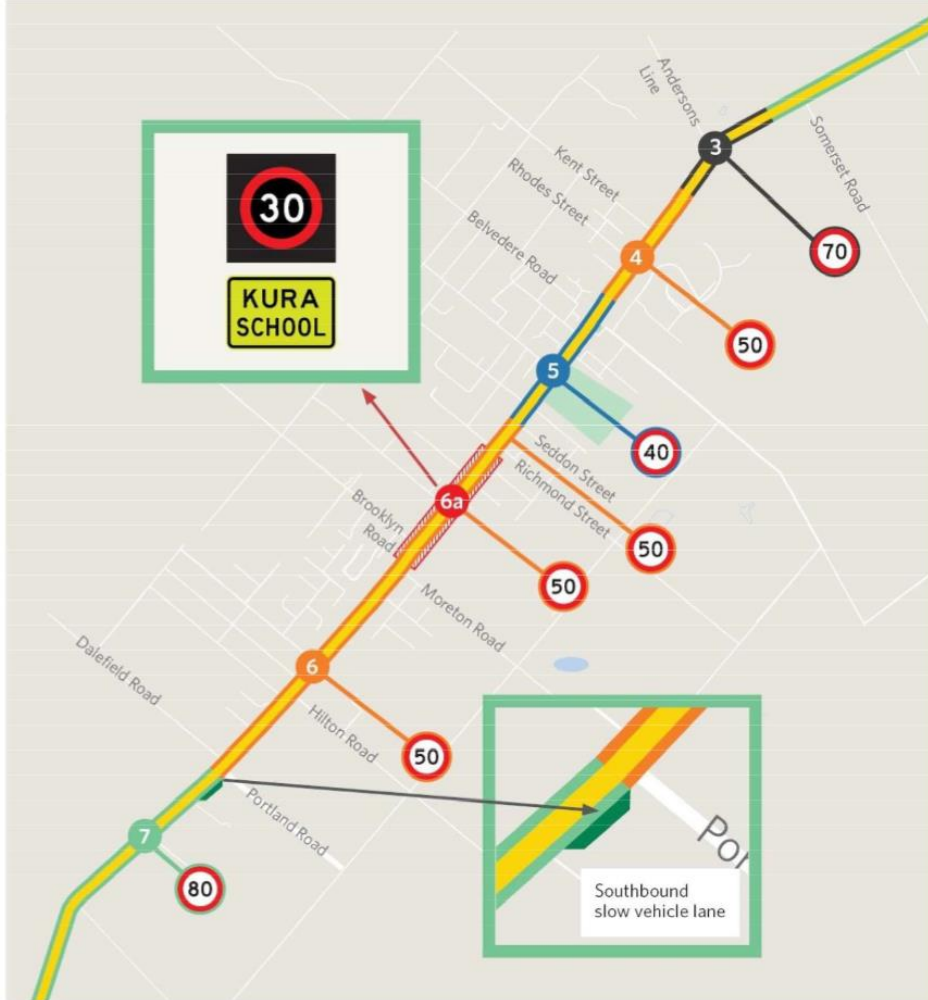 Andersons
Line
3
Somerset Road
Kent Street
Rhodes Street
30
KURA
SCHOOL
Belvedere Road
70
4
50
5
40
Seddon Street
Richmond Street
6a
Brooklyn
Road
50
50
Moreton Road
Dalefield Road
6
Hilton Road
50
Portland Road
7
80
Por
Southbound
slow vehicle lane